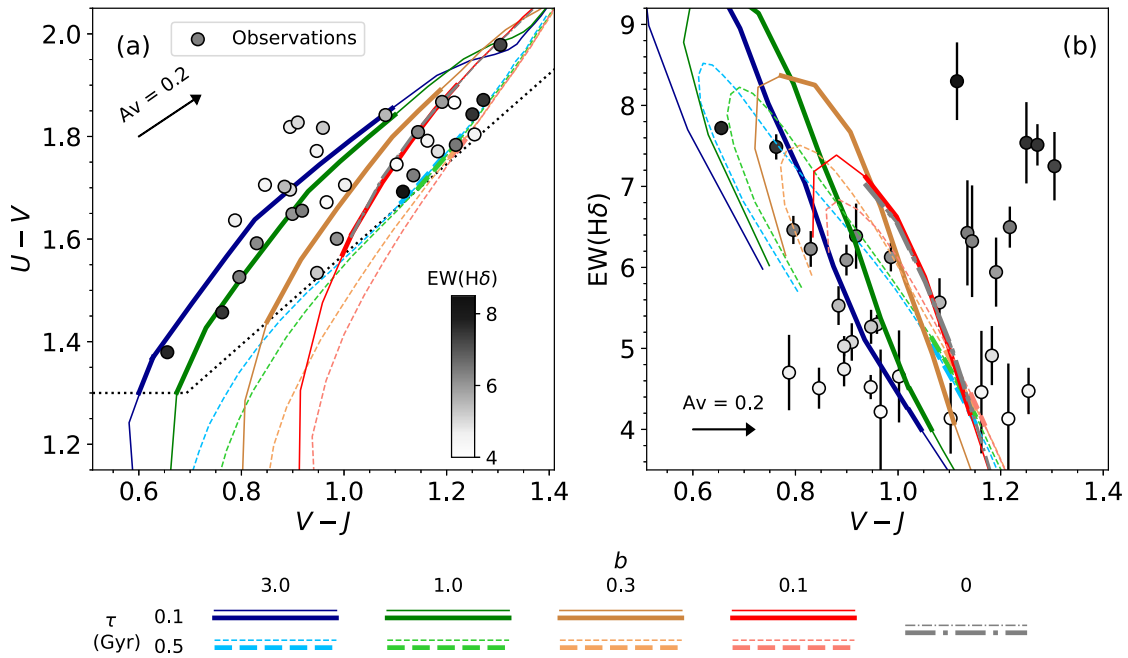 (a)
Observations
Av = 0.2
EW(Hδ)
8
6
4
2.0
1.8
1.6
1.4
1.2
U − V
0.6 0.8 1.0 1.2 1.4
V − J
(b)
9
8
7
6
5
4
EW(Hδ)
Av = 0.2
0.6 0.8 1.0 1.2 1.4
V − J
b
3.0 1.0 0.3 0.1 0
τ 0.1
(Gyr) 0.5